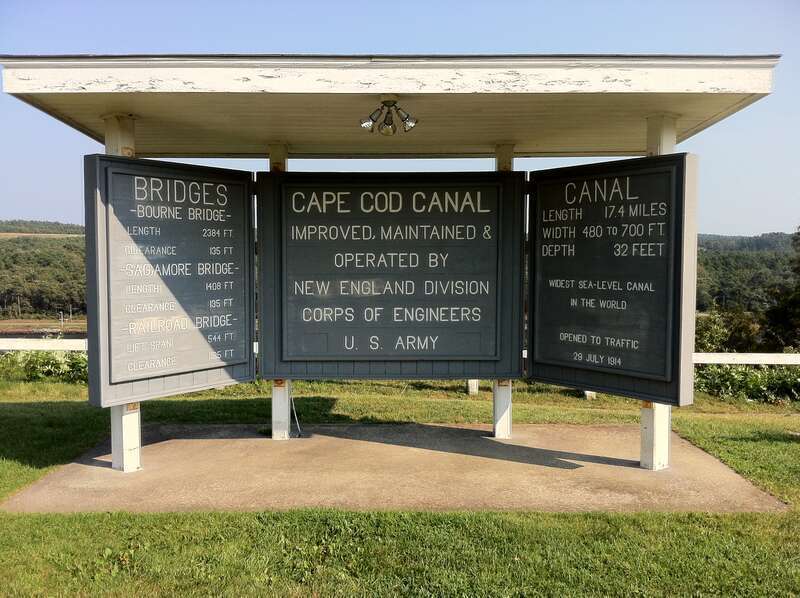 BRIDGES
-BOURNE BRIDGE-
LENGTH 2384 FT
CLEARANCE 135 FT
-SAGAMORE BRIDGE-
LENGTH 1408 FT
CLEARANCE 135 FT
-RAILROAD BRIDGE-
LIFT SPAN 544 FT
CLEARANCE 135 FT
CAPE COD CANAL
IMPROVED, MAINTAINED &
OPERATED BY
NEW ENGLAND DIVISION
CORPS OF ENGINEERS
U. S. ARMY
CANAL
LENGTH 17.4 MILES
WIDTH 480 TO 700 FT
DEPTH 32 FEET
WIDEST SEA-LEVEL CANAL
IN THE WORLD
OPENED TO TRAFFIC
29 JULY 1914